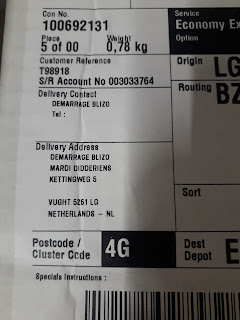 Con No.
100692131
Piece Weight
5 of 00 0,78 kg
Customer Reference
T98918
S/R Account No 003033764
Delivery Contact
DEMARRAGE BLIZO
Tel :
Delivery Address
DEMARRAGE BLIZO
MARDI DIDDERIENS
KETTINGWEG 5
VUGHT 5261 LG
NETHERLANDS - NL
Postcode /
Cluster Code
4G
Specials Instructions :
Service
Economy Ex
Option
Origin LG
Routing BZ
Sort
Dest
Depot E